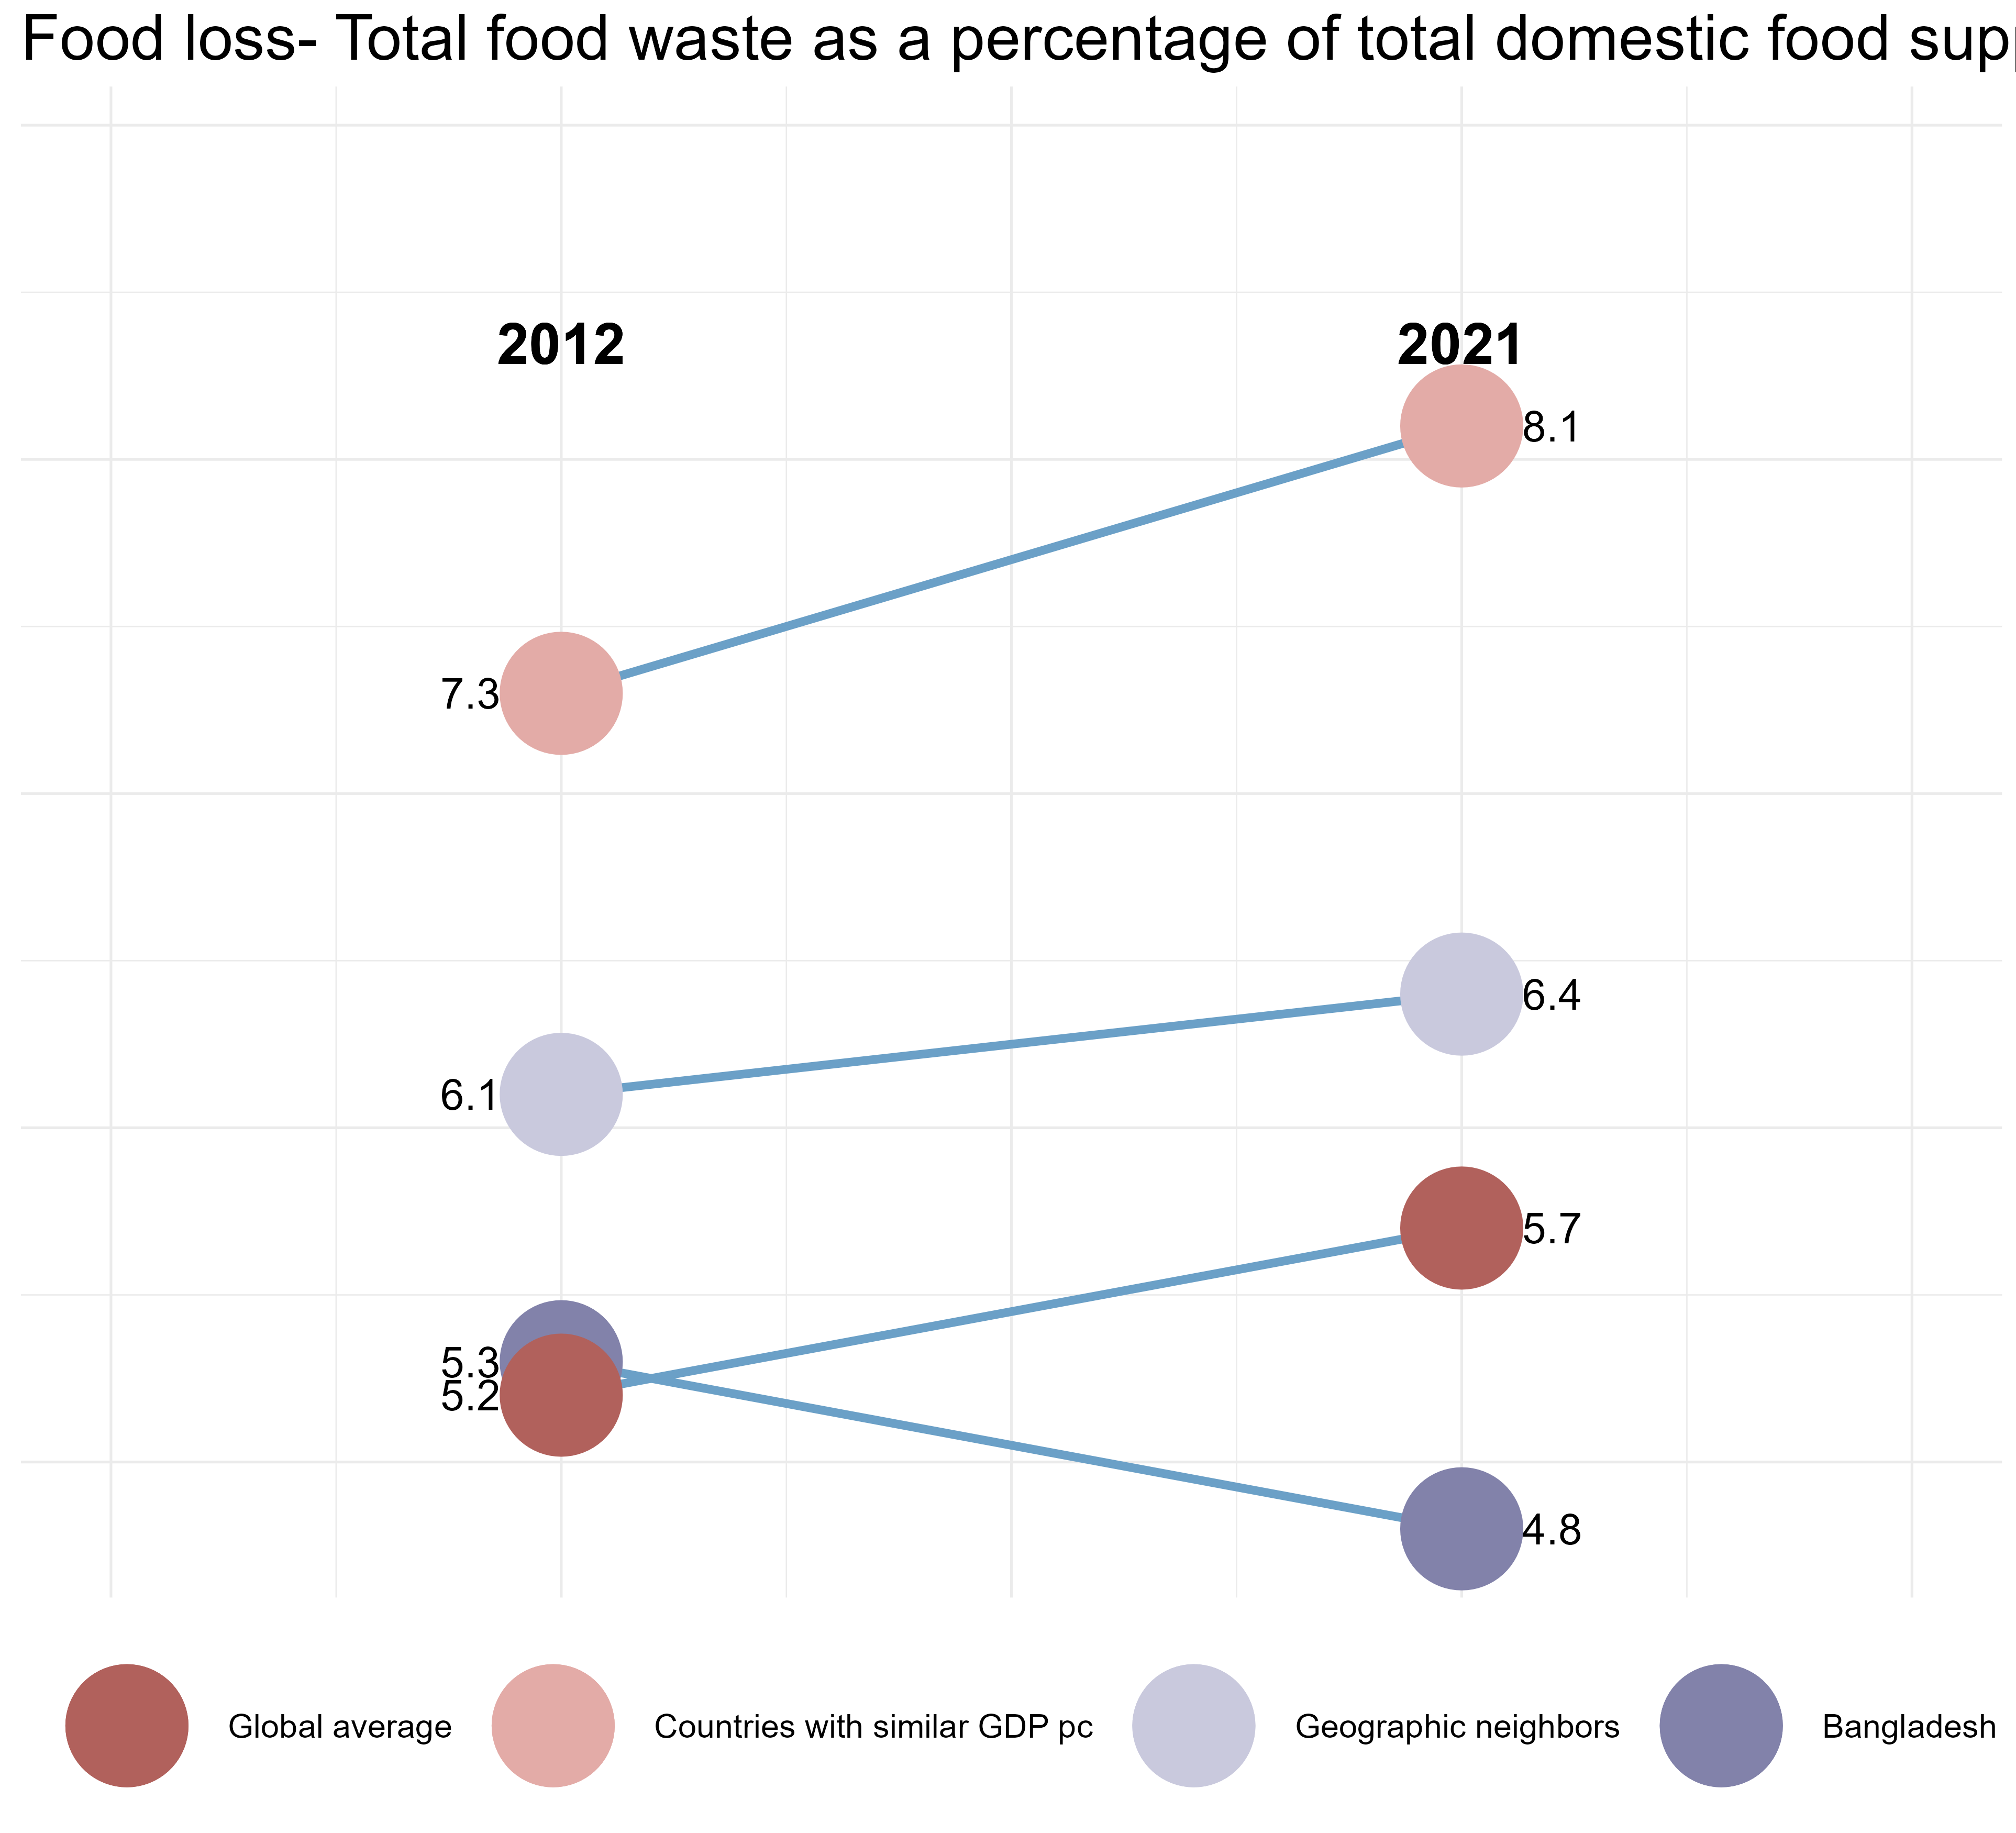 Food loss- Total food waste as a percentage of total domestic food sup
2012
2021
8.1
7.3
6.4
6.1
5.7
5.3
5.2
4.8
Global average
Countries with similar GDP pc
Geographic neighbors
Bangladesh